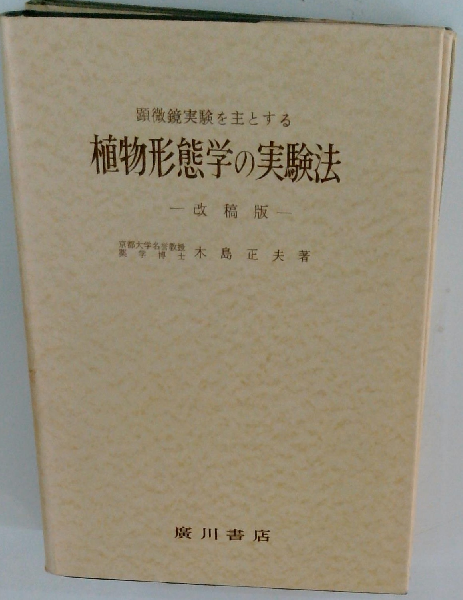 顕微鏡実験を主とする
植物形態学の実験法
―改稿版―
京都大学名誉教授
薬学博士 木島正夫著
廣川書店